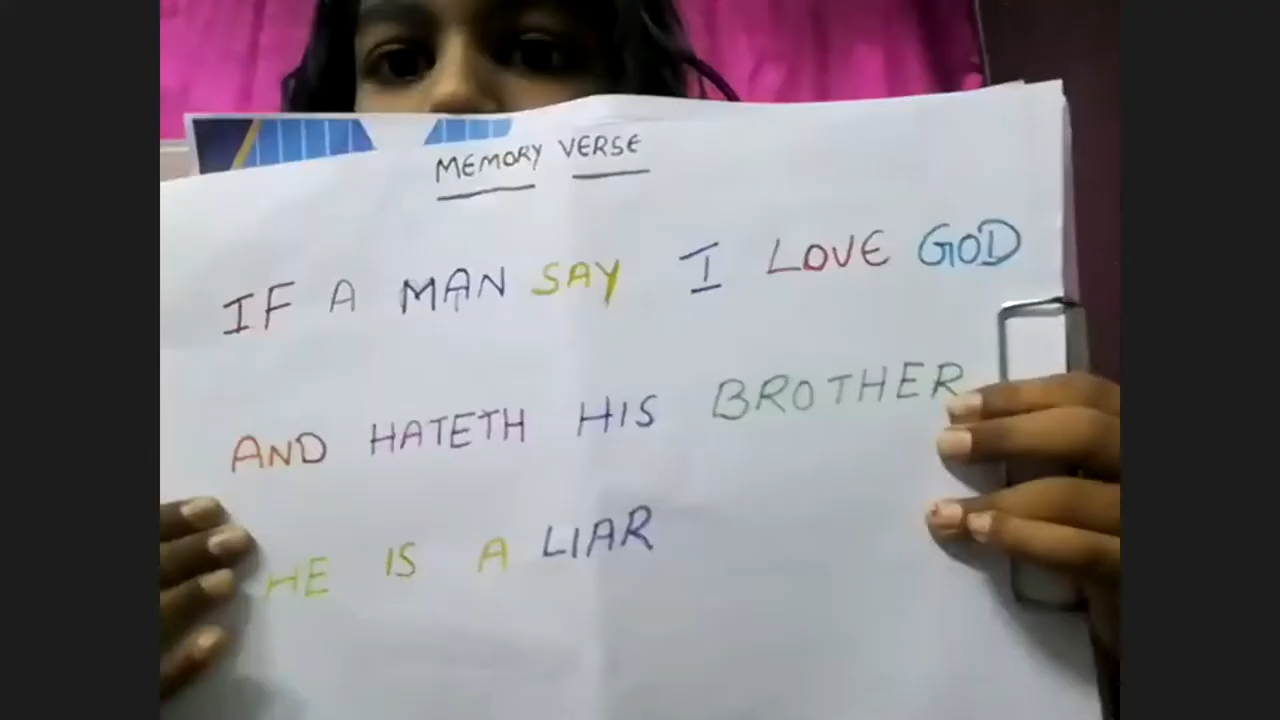 MEMORY VERSE
IF A MAN SAY I LOVE GOD
AND HATETH HIS BROTHER
HE IS A LIAR